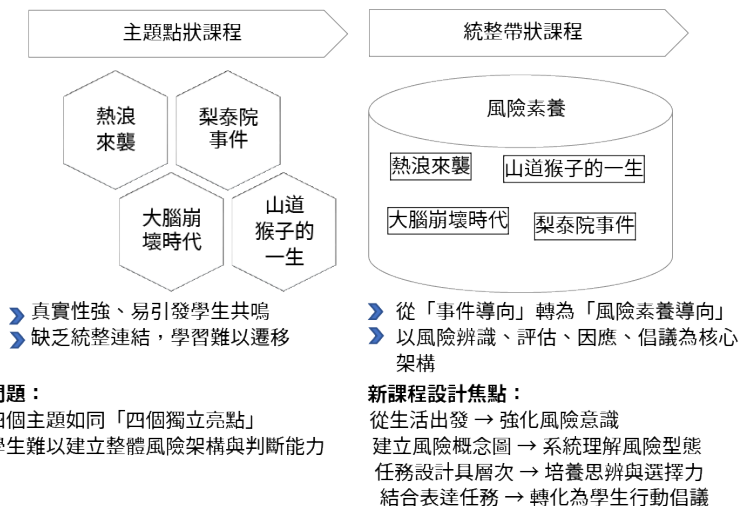 主題點狀課程
熱浪
來襲
梨泰院
事件
大腦崩
壞時代
山道
猴子的
一生
真實性強、易引發學生共鳴
缺乏統整連結，學習難以遷移
問題：
四個主題如同「四個獨立亮點」
學生難以建立整體風險架構與判斷能力
統整帶狀課程
風險素養
熱浪來襲
山道猴子的一生
大腦崩壞時代
梨泰院事件
從「事件導向」轉為「風險素養導向」
以風險辨識、評估、因應、倡議為核心
架構
新課程設計焦點：
從生活出發 → 強化風險意識
建立風險概念圖 → 系統理解風險型態
任務設計具層次 → 培養思辨與選擇力
結合表達任務 → 轉化為學生行動倡議